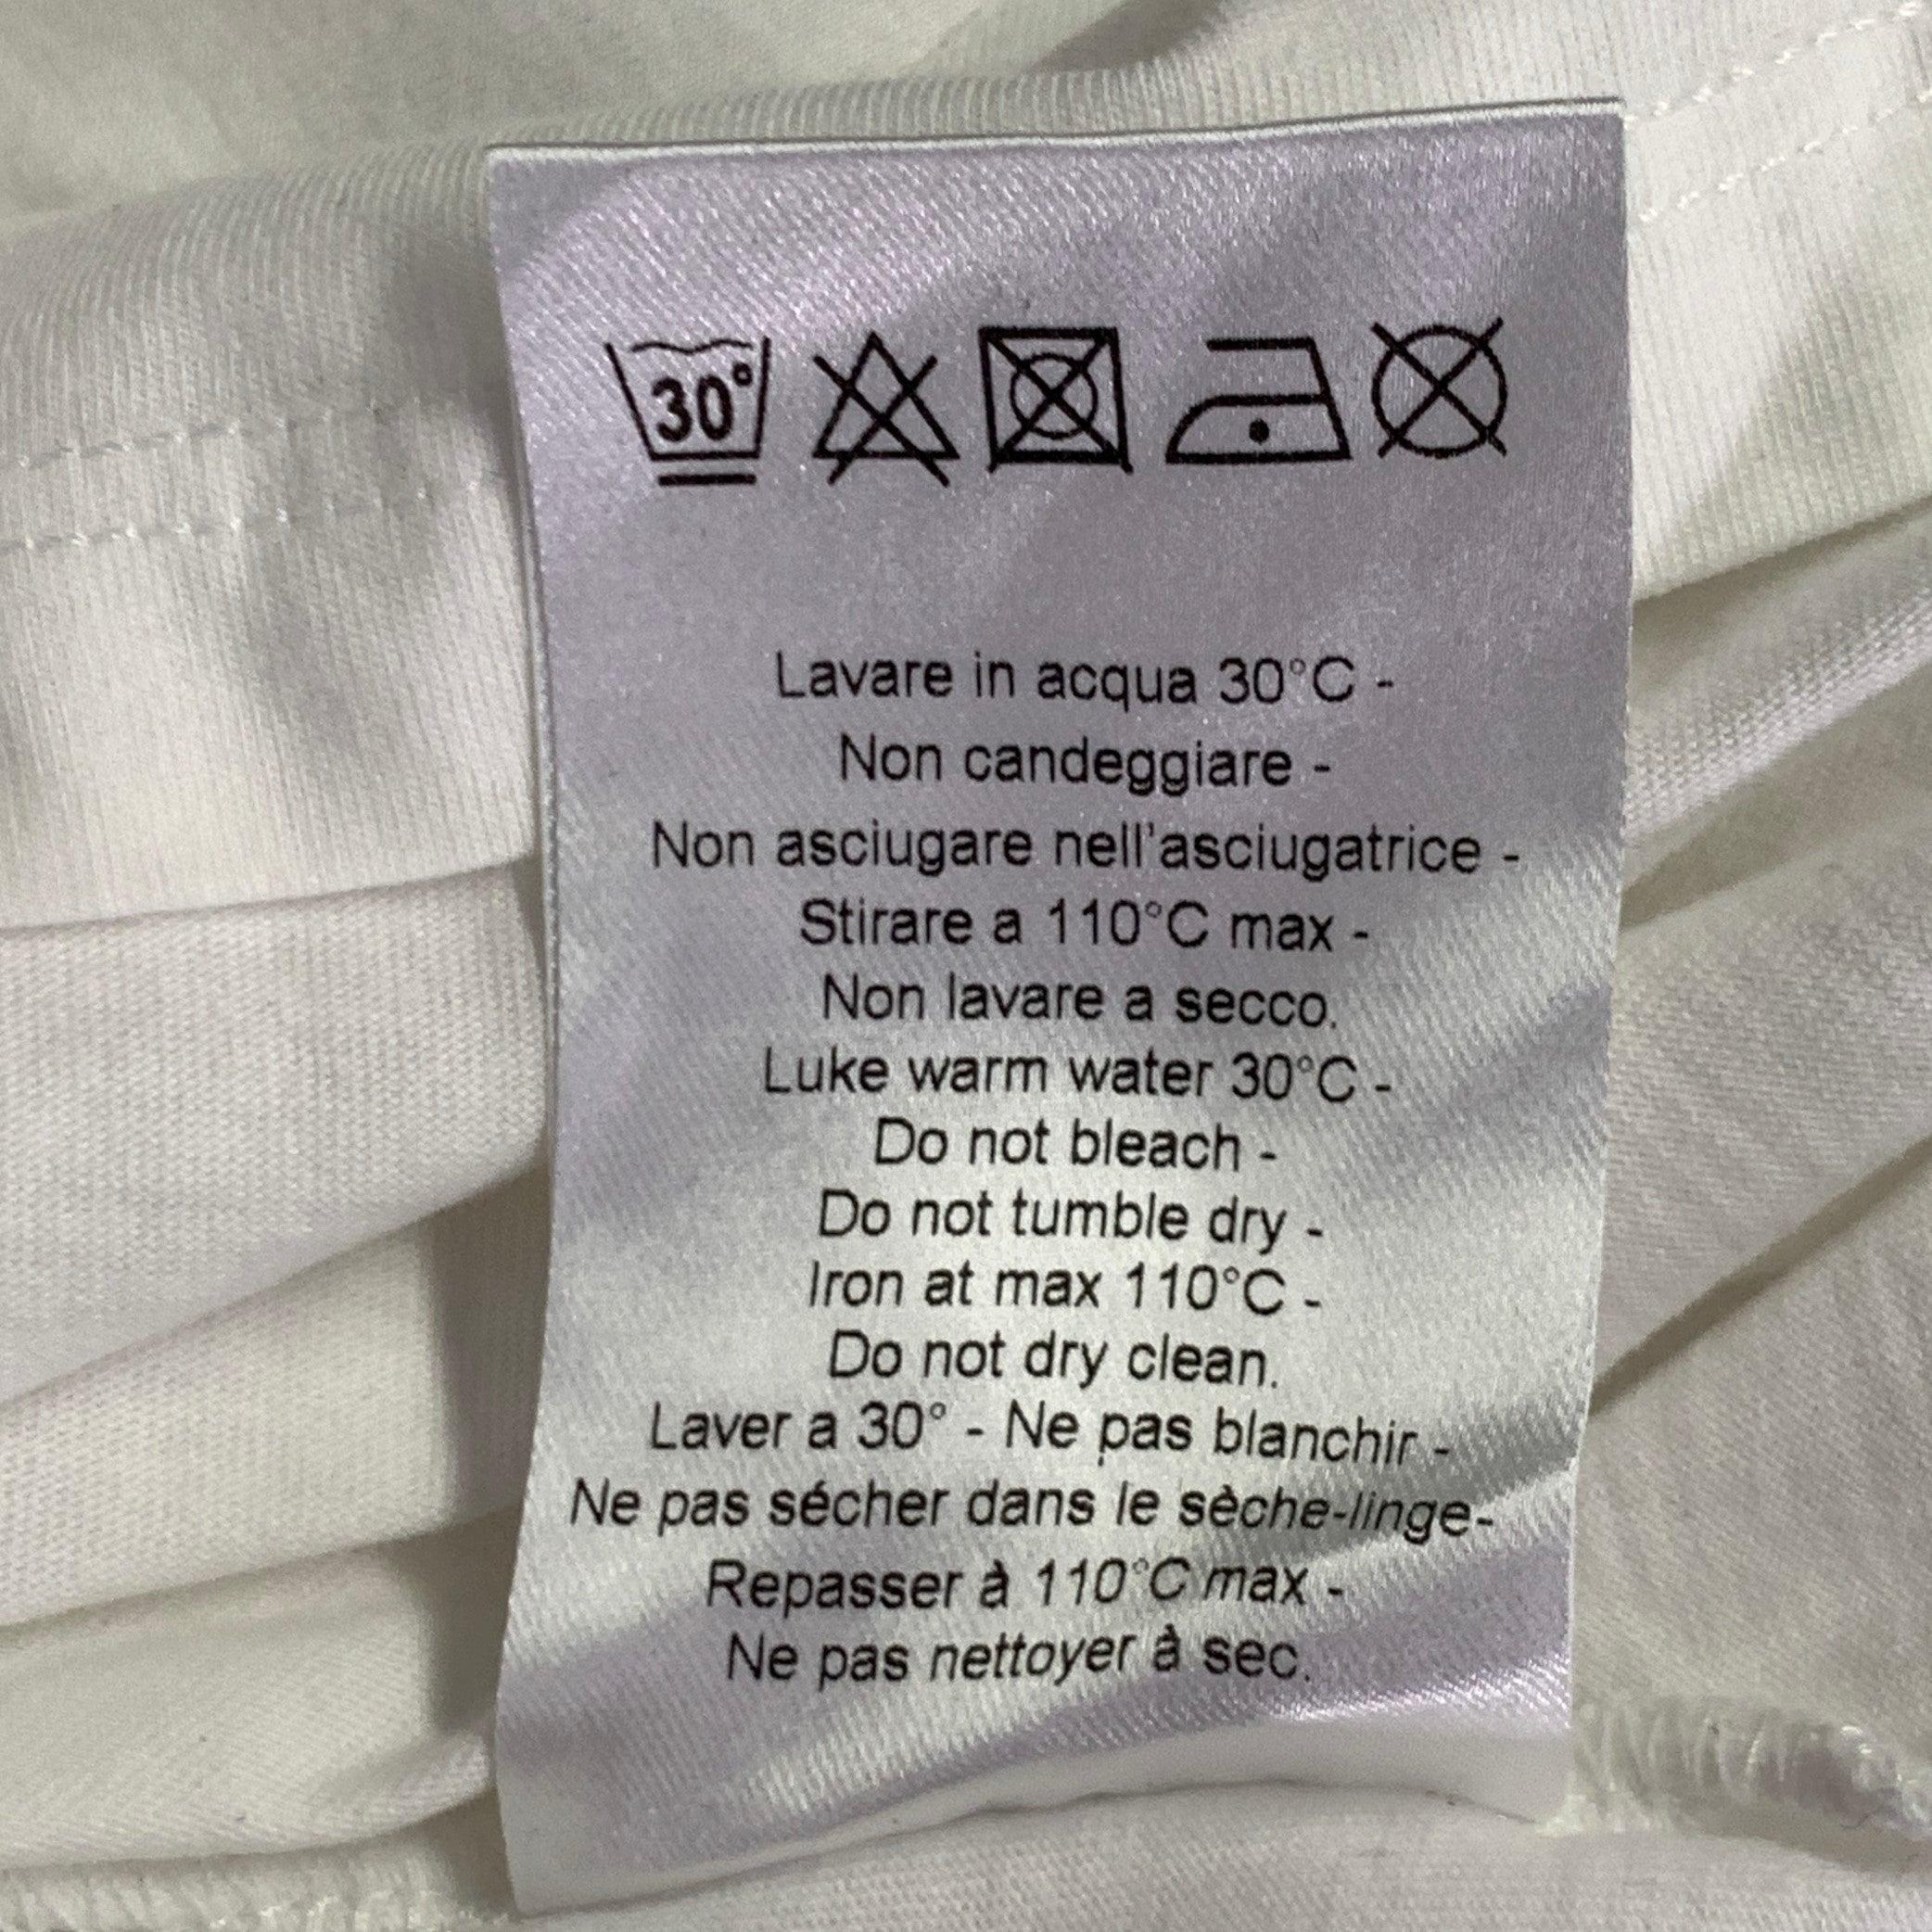 30°
Lavare in acqua 30°C -
Non candeggiare -
Non asciugare nell'asciugatrice -
Stirare a 110°C max -
Non lavare a secco.
Luke warm water 30°C -
Do not bleach -
Do not tumble dry -
Iron at max 110°C -
Do not dry clean.
Laver a 30° - Ne pas blanchir -
Ne pas sécher dans le sèche-linge-
Repasser à 110°C max -
Ne pas nettoyer à sec.